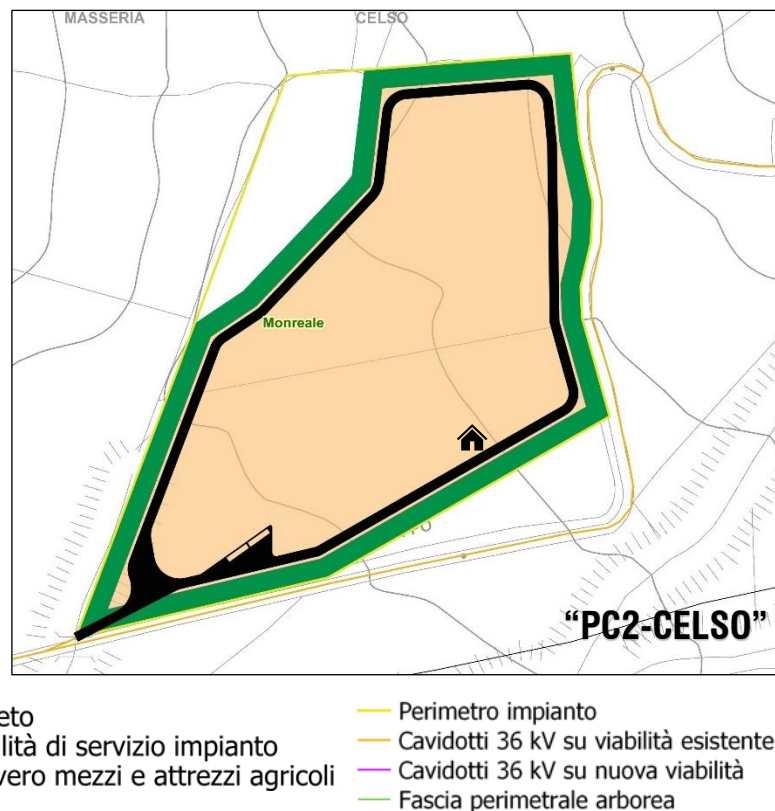 MASSERIA CELSO
Monreale
"PC2-CELSO"
eto
lità di servizio impianto
vero mezzi e attrezzi agricoli
Perimetro impianto
Cavidotti 36 kV su viabilità esistente
Cavidotti 36 kV su nuova viabilità
Fascia perimetrale arborea